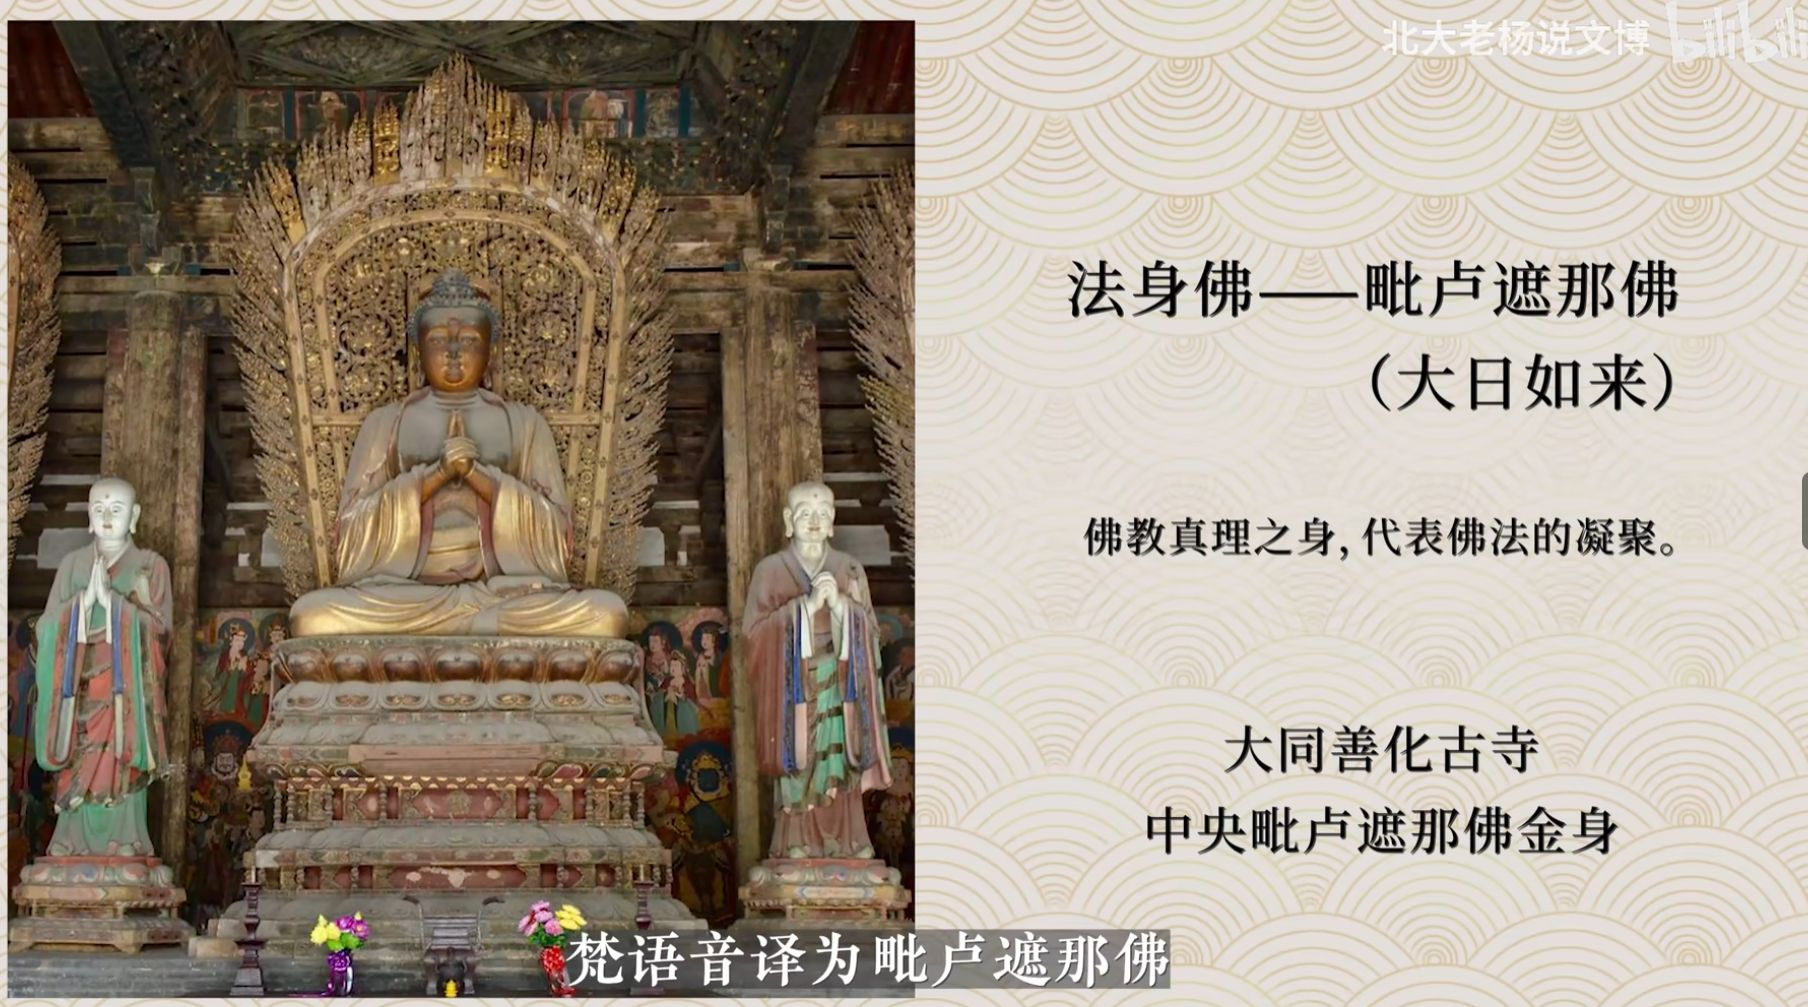 北大老杨说文博 bilibili
法身佛——毗卢遮那佛
（大日如来）
佛教真理之身,代表佛法的凝聚。
大同善化古寺
中央毗卢遮那佛金身
梵语音译为毗卢遮那佛